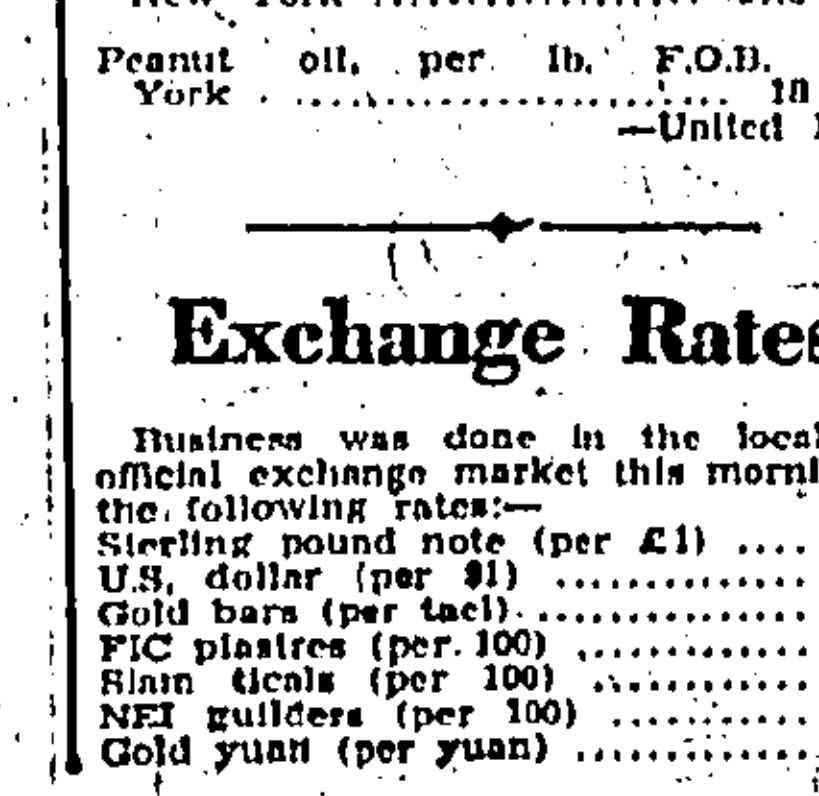 Peanut oil, per lb. F.O.B.
York ........................ 10
—United
Exchange Rates
Business was done in the local
official exchange market this morni
the following rates:—
Sterling pound note (per £1) ....
U.S. dollar (per $1) ..............
Gold bars (per tael) ................
FIC piastres (per 100) .............
Siam ticals (per 100) ............
NEI guilders (per 100) ...........
Gold yuan (per yuan) .............